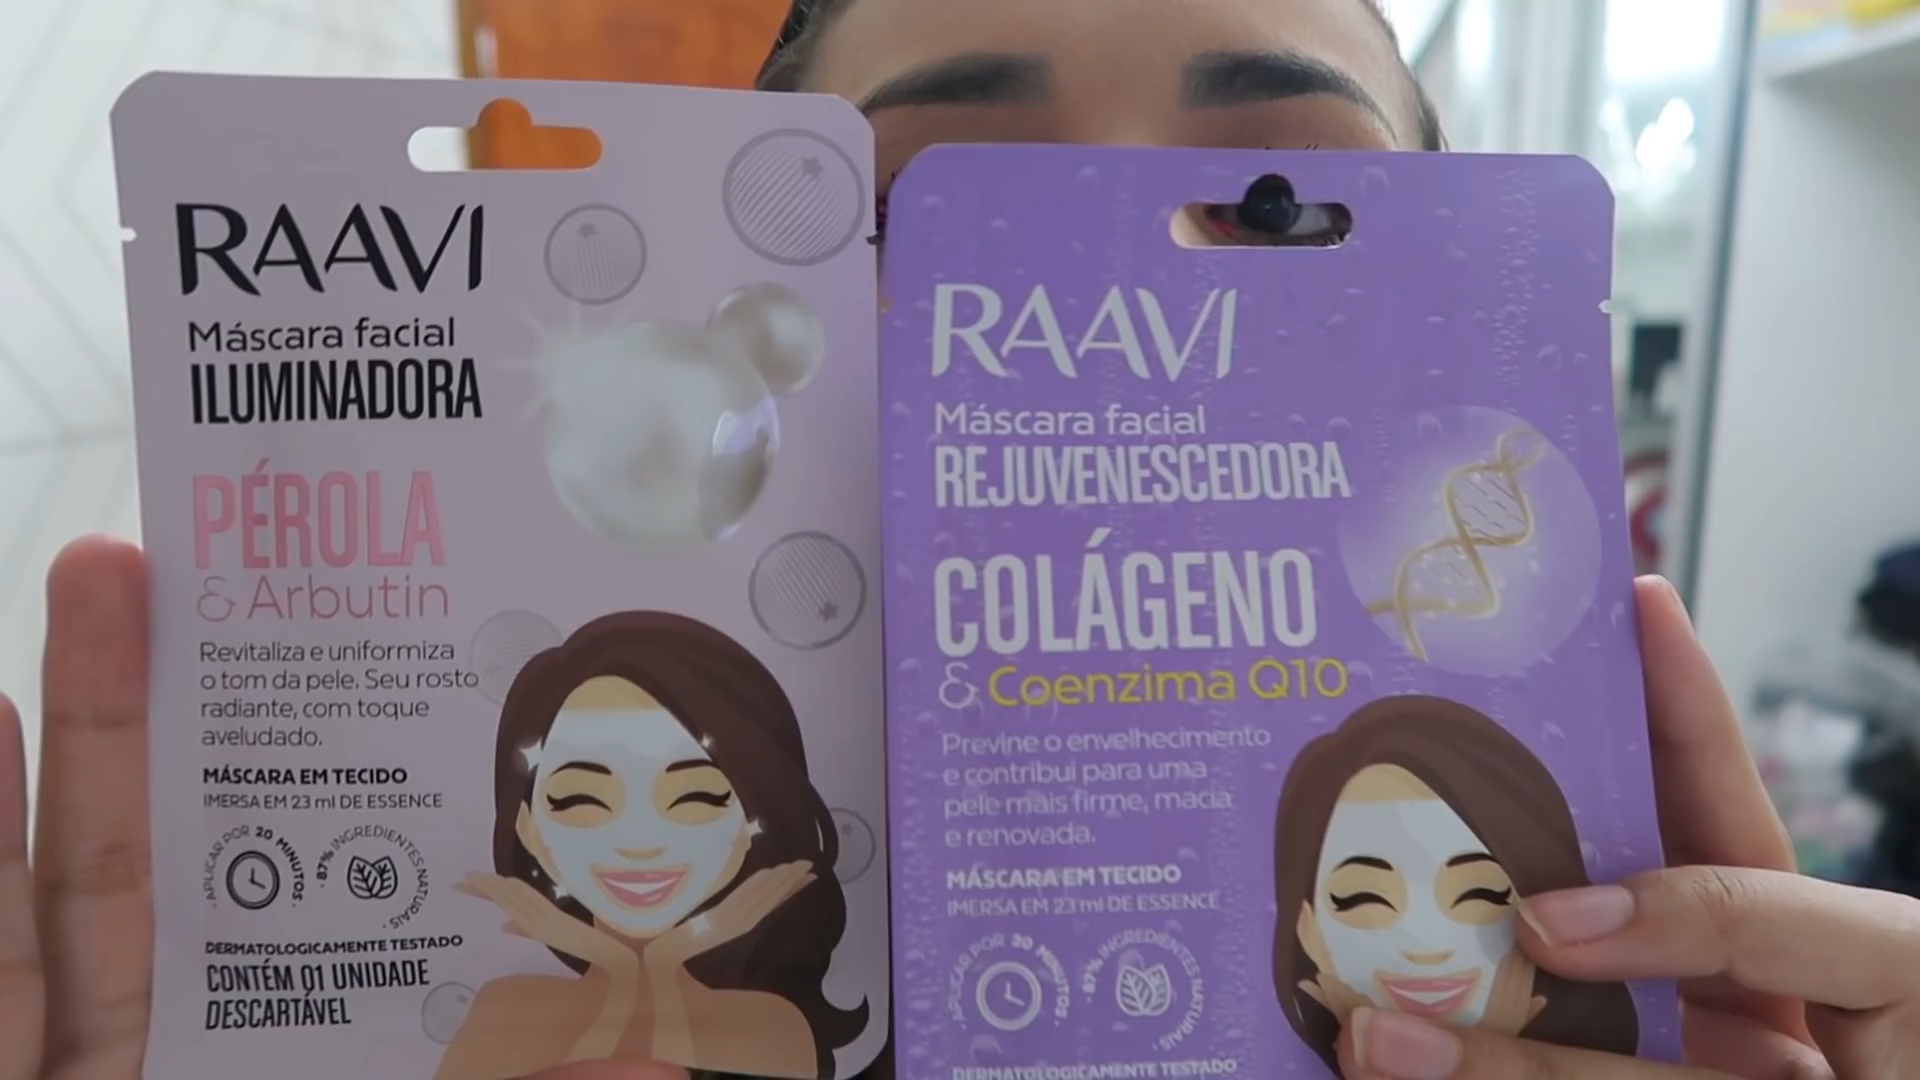 RAAVI
Máscara facial
ILUMINADORA
PÉROLA
& Arbutin
Revitaliza e uniformiza
o tom da pele. Seu rosto
radiante, com toque
aveludado.
MÁSCARA EM TECIDO
IMERSA EM 23 ml DE ESSENCE
APLICAR POR 20 MINUTOS
87% INGREDIENTES NATURAIS
DERMATOLOGICAMENTE TESTADO
CONTÉM 01 UNIDADE
DESCARTÁVEL
RAAVI
Máscara facial
REJUVENESCEDORA
COLÁGENO
& Coenzima Q10
Previne o envelhecimento
e contribui para uma
pele mais firme, macia
e renovada.
MÁSCARA EM TECIDO
IMERSA EM 23 ml DE ESSENCE
APLICAR POR 20 MINUTOS
87% INGREDIENTES NATURAIS
DERMATOLOGICAMENTE TESTADO